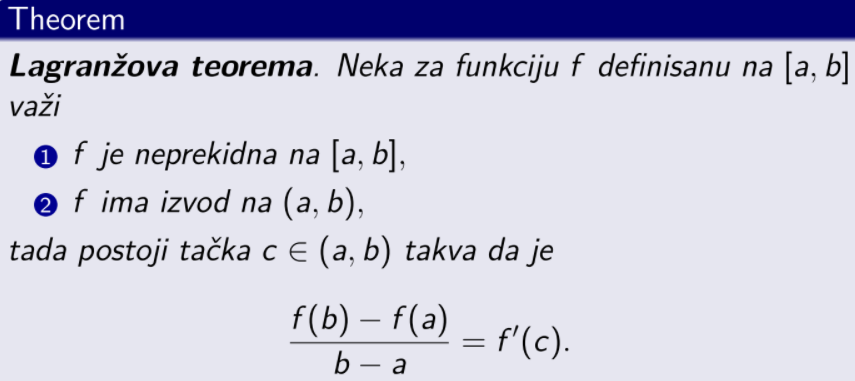 Theorem
Lagranžova teorema. Neka za funkciju f definisanu na [a, b]
važi
1 f je neprekidna na [a, b],
2 f ima izvod na (a, b),
tada postoji tačka c ∈ (a, b) takva da je
f(b) − f(a)
b − a
= f′(c).